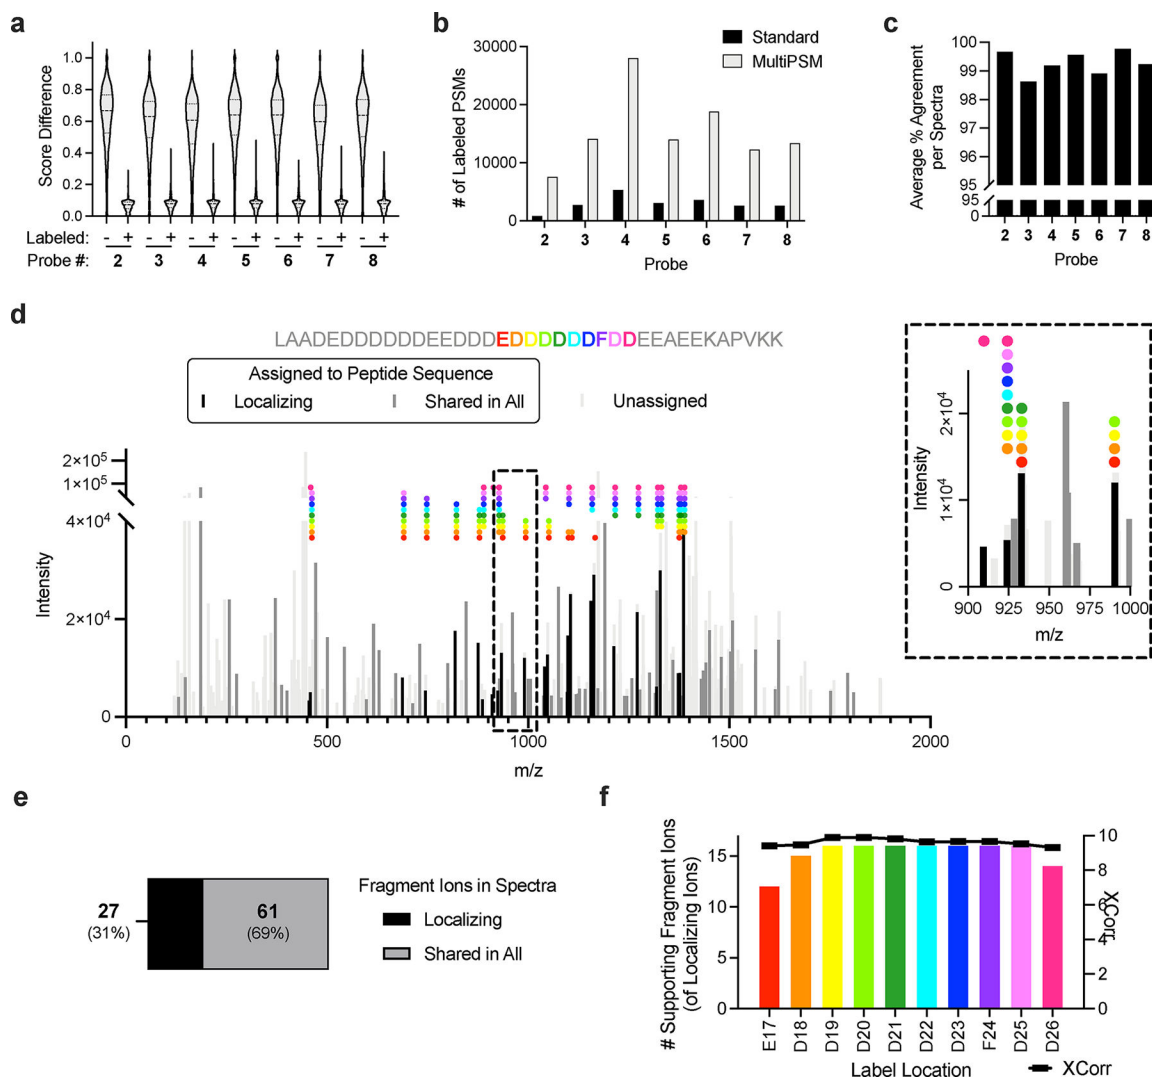 a
1.0
0.8
0.6
0.4
0.2
0.0
Score Difference
Labeled: - + - + - + - + - + - + - +
Probe #: 2 3 4 5 6 7 8
b
30000
20000
10000
0
# of Labeled PSMs
Standard
MultiPSM
2 3 4 5 6 7 8
Probe
c
100
99
98
97
96
95
95
0
Average % Agreement
per Spectra
2 3 4 5 6 7 8
Probe
d
LAADEDDDDDDEEDDDEDDDDDDFDDEEAEEKAPVKK
Assigned to Peptide Sequence
Localizing Shared in All Unassigned
2×10⁵
1×10⁵
4×10⁴
2×10⁴
0
Intensity
0 500 1000 1500 2000
m/z
2×10⁴
1×10⁴
0
Intensity
900 925 950 975 1000
m/z
e
27
(31%)
61
(69%)
Fragment Ions in Spectra
Localizing
Shared in All
f
# Supporting Fragment Ions
(of Localizing Ions)
15
10
5
0
10
8
6
4
2
0
XCorr
E17 D18 D19 D20 D21 D22 D23 F24 D25 D26
Label Location
XCorr